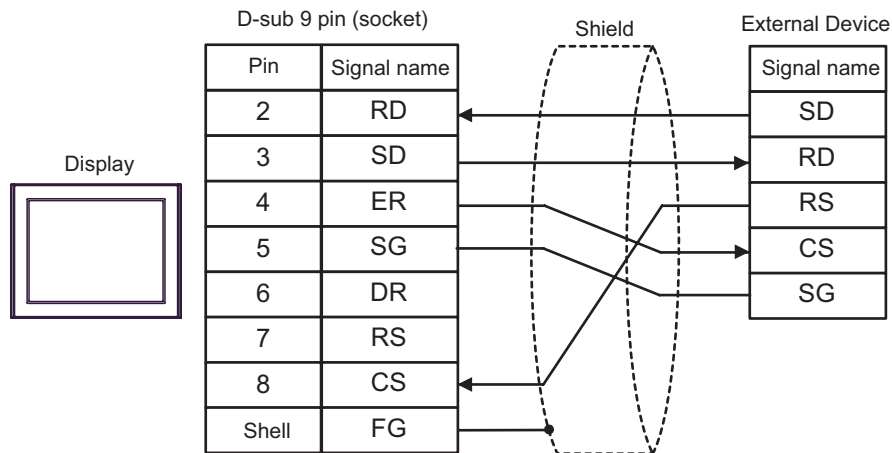 D-sub 9 pin (socket)
Shield
External Device
Pin Signal name
Signal name
2 RD
SD
3 SD
RD
Display
4 ER
RS
5 SG
CS
6 DR
SG
7 RS
8 CS
Shell FG